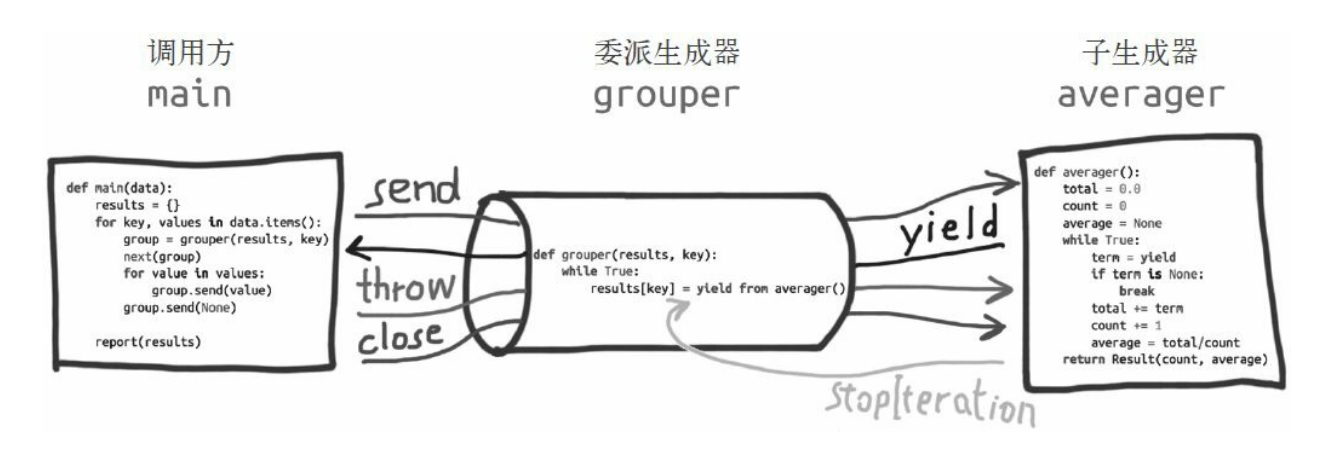 调用方
main
def main(data):
    results = {}
    for key, values in data.items():
        group = grouper(results, key)
        next(group)
        for value in values:
            group.send(value)
        group.send(None)
    report(results)
send
throw
close
委派生成器
grouper
def grouper(results, key):
    while True:
        results[key] = yield from averager()
yield
StopIteration
子生成器
averager
def averager():
    total = 0.0
    count = 0
    average = None
    while True:
        term = yield
        if term is None:
            break
        total += term
        count += 1
        average = total/count
    return Result(count, average)